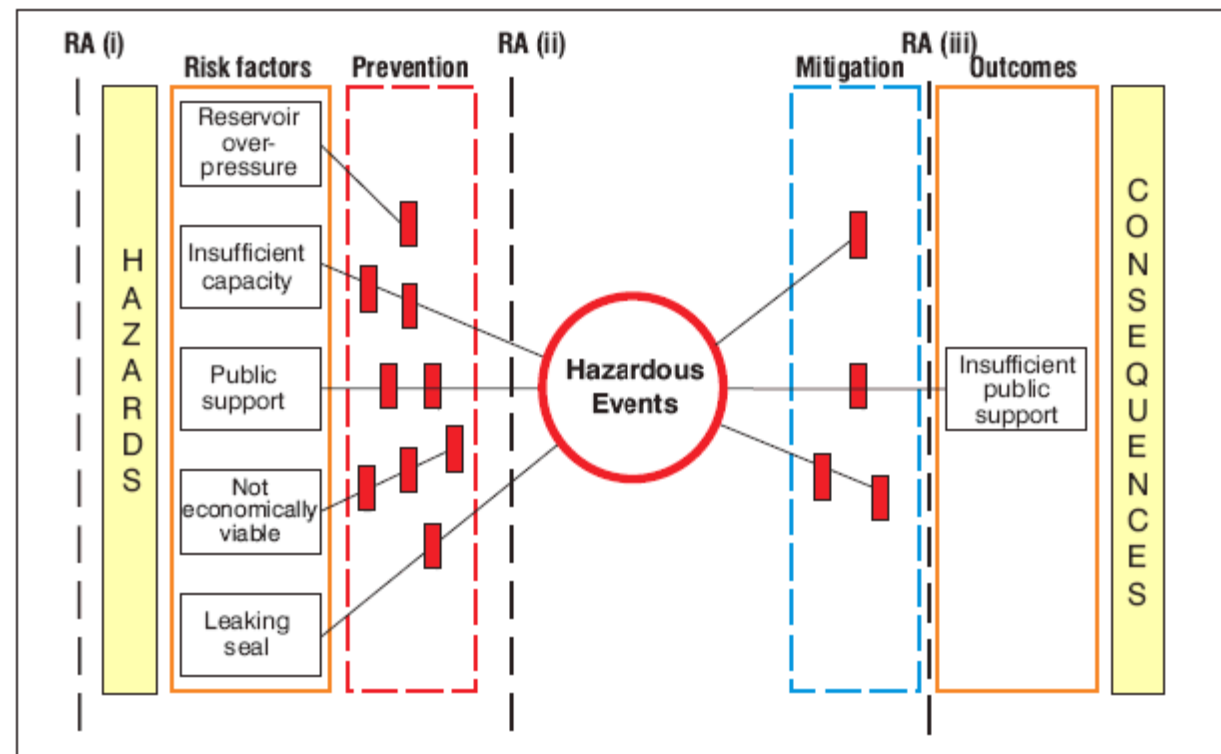 RA (i)
RA (ii)
RA (iii)
Risk factors
Prevention
Mitigation
Outcomes
HAZARDS
Reservoir
over-
pressure
Insufficient
capacity
Public
support
Not
economically
viable
Leaking
seal
Hazardous
Events
Insufficient
public
support
CONSEQUENCES